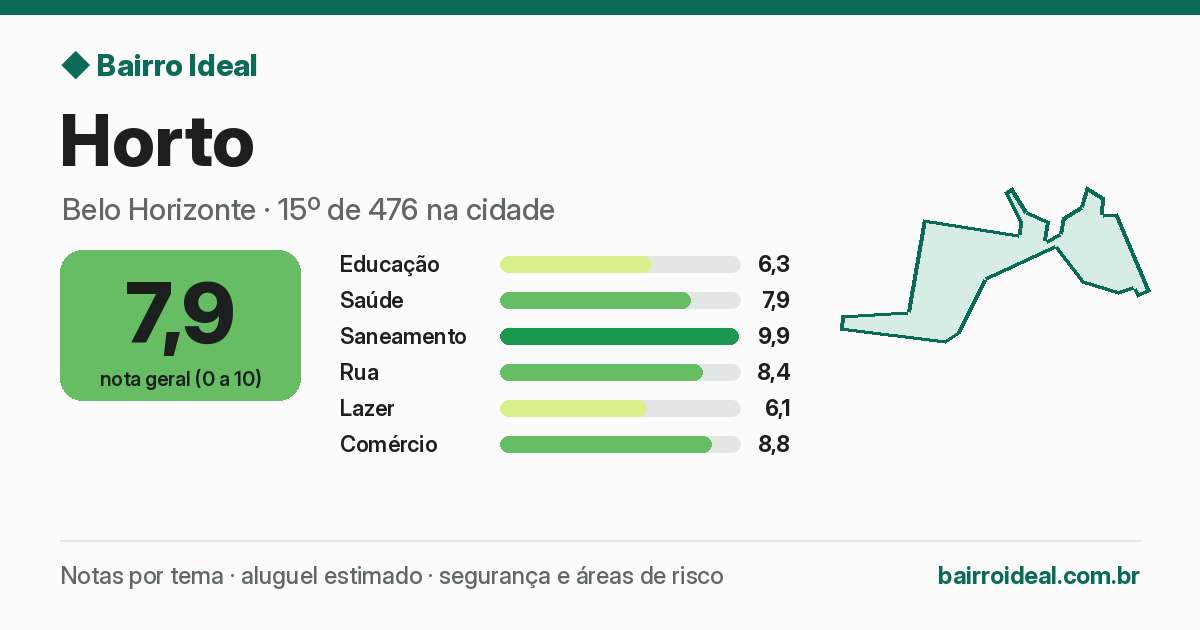 Bairro Ideal
Horto
Belo Horizonte · 15º de 476 na cidade
7,9
nota geral (0 a 10)
Educação 6,3
Saúde 7,9
Saneamento 9,9
Rua 8,4
Lazer 6,1
Comércio 8,8
Notas por tema · aluguel estimado · segurança e áreas de risco
bairroideal.com.br